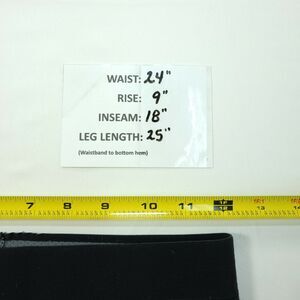 WAIST: 24"
RISE: 9"
INSEAM: 18"
LEG LENGTH: 25"
(Waistband to bottom hem)
7 8 9 10 11 12 13